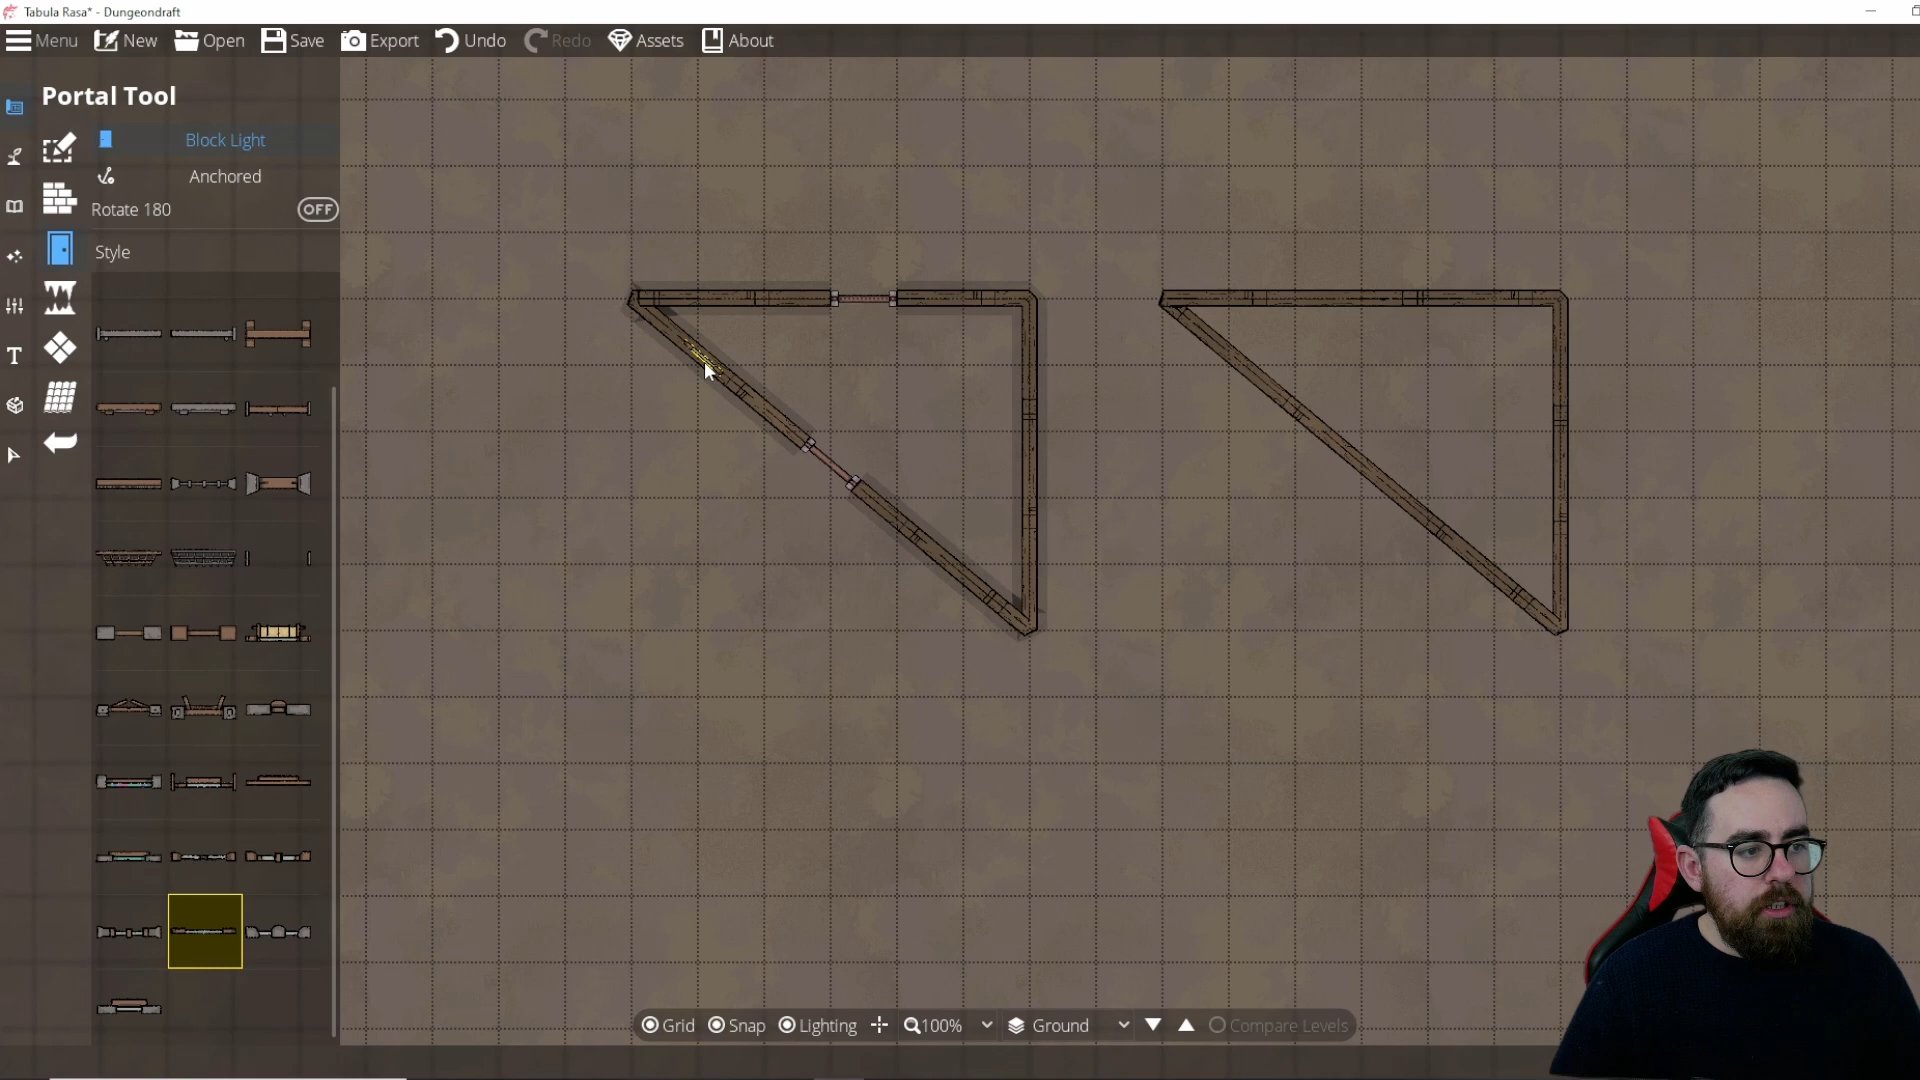 Tabula Rasa* - Dungeondraft
Menu New Open Save Export Undo Redo Assets About
Portal Tool
Block Light
Anchored
Rotate 180 OFF
Style
T
Grid Snap Lighting 100% Ground Compare Levels